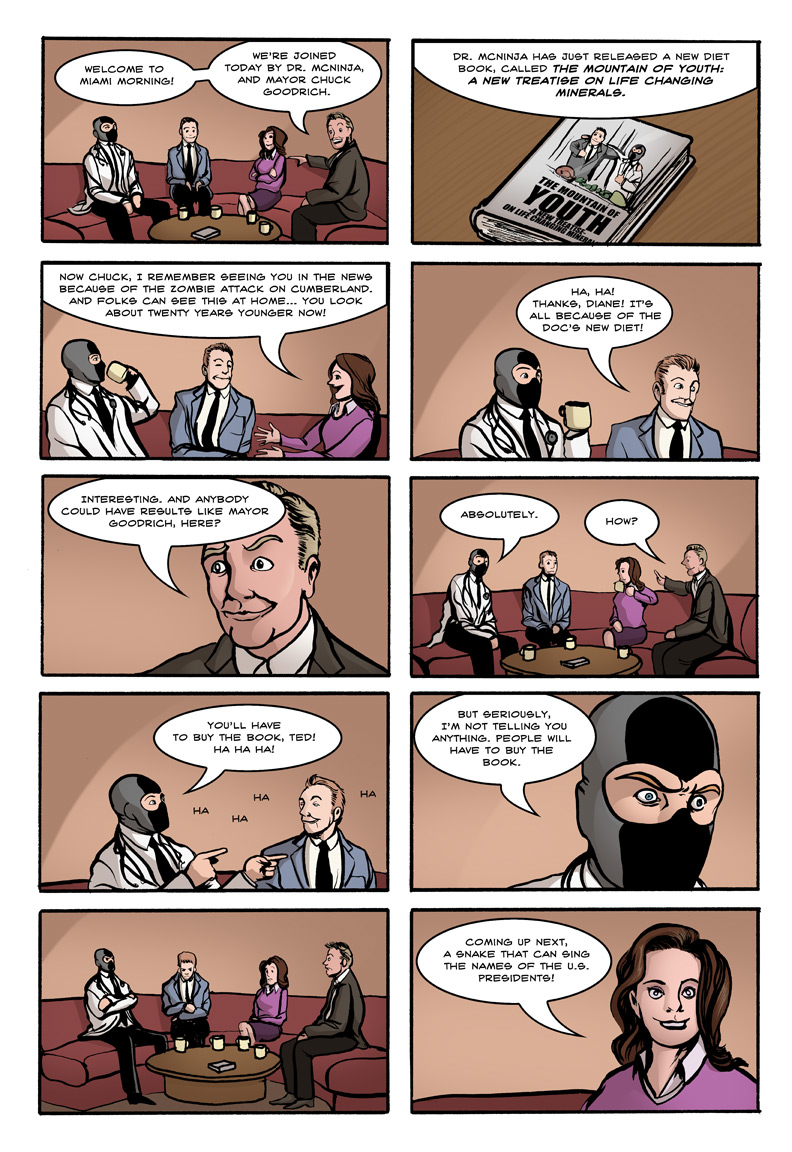 WELCOME TO
MIAMI MORNING!
WE'RE JOINED
TODAY BY DR. MCNINJA,
AND MAYOR CHUCK
GOODRICH.
DR. MCNINJA HAS JUST RELEASED A NEW DIET
BOOK, CALLED THE MOUNTAIN OF YOUTH:
A NEW TREATISE ON LIFE CHANGING
MINERALS.
THE MOUNTAIN OF
YOUTH
A NEW TREATISE
ON LIFE CHANGING MINERALS
NOW CHUCK, I REMEMBER SEEING YOU IN THE NEWS
BECAUSE OF THE ZOMBIE ATTACK ON CUMBERLAND.
AND FOLKS CAN SEE THIS AT HOME... YOU LOOK
ABOUT TWENTY YEARS YOUNGER NOW!
HA, HA!
THANKS, DIANE! IT'S
ALL BECAUSE OF THE
DOC'S NEW DIET!
INTERESTING. AND ANYBODY
COULD HAVE RESULTS LIKE MAYOR
GOODRICH, HERE?
ABSOLUTELY.
HOW?
YOU'LL HAVE
TO BUY THE BOOK, TED!
HA HA HA!
HA
HA
HA
HA
BUT SERIOUSLY,
I'M NOT TELLING YOU
ANYTHING. PEOPLE WILL
HAVE TO BUY THE
BOOK.
COMING UP NEXT,
A SNAKE THAT CAN SING
THE NAMES OF THE U.S.
PRESIDENTS!